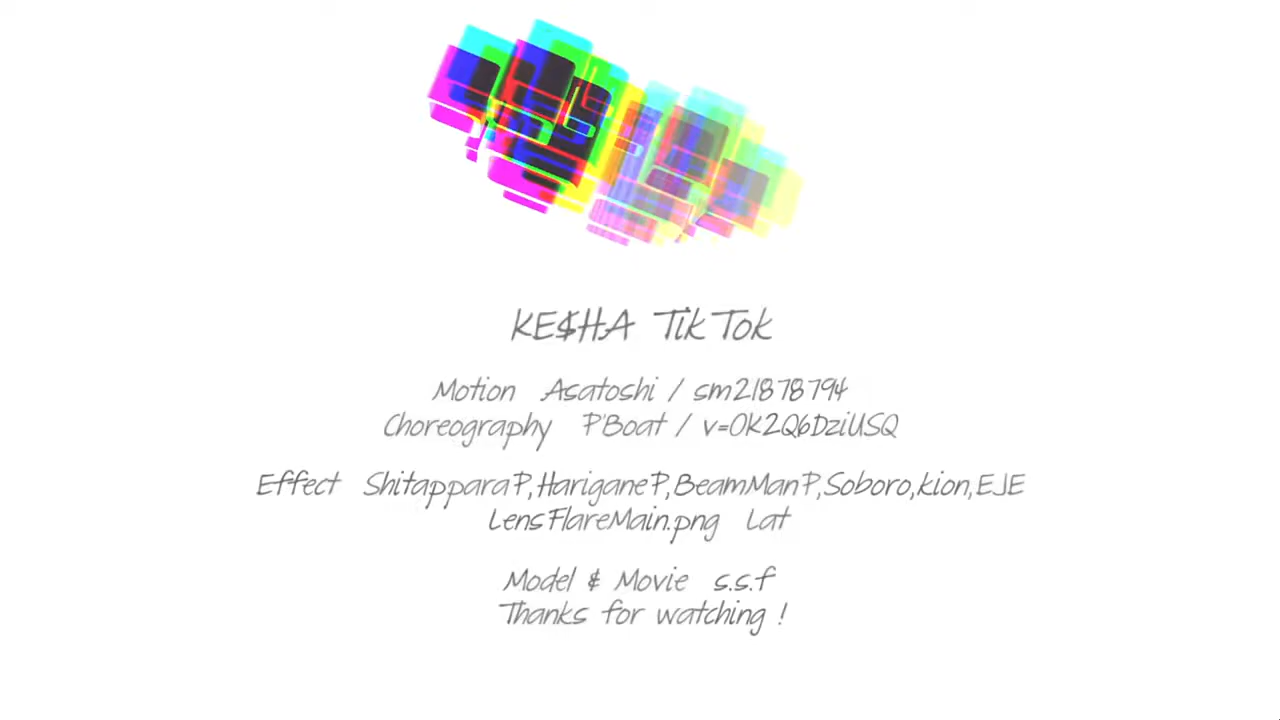 KE$HA TikTok
Motion Asatoshi / sm21878794
Choreography P'Boat / v=OK2Q6DziUSQ
Effect ShitapparaP,HariganeP,BeamManP,Soboro,kion,EJE
LensFlareMain.png Lat
Model & Movie s.s.f
Thanks for watching !